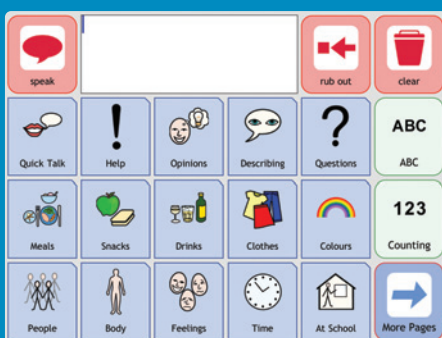 speak
rub out
clear
Quick Talk
!
Help
Opinions
Describing
?
Questions
ABC
ABC
Meals
Snacks
Drinks
Clothes
Colours
123
Counting
People
Body
Feelings
Time
At School
More Pages